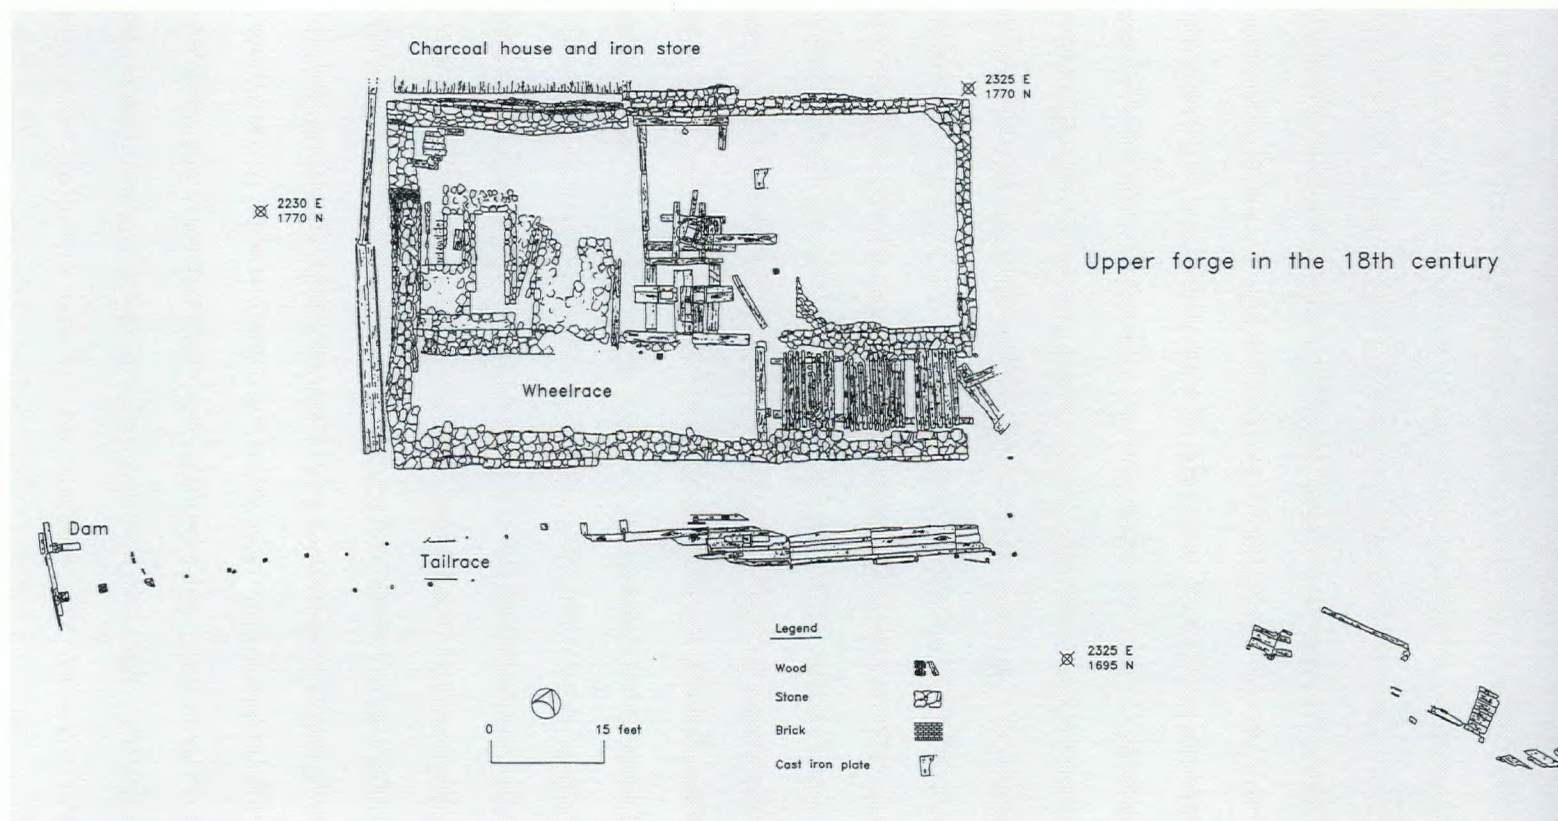 Charcoal house and iron store
2325 E
1770 N
2230 E
1770 N
Upper forge in the 18th century
Wheelrace
Dam
Tailrace
Legend
Wood
Stone
Brick
Cast iron plate
0 15 feet
2325 E
1695 N